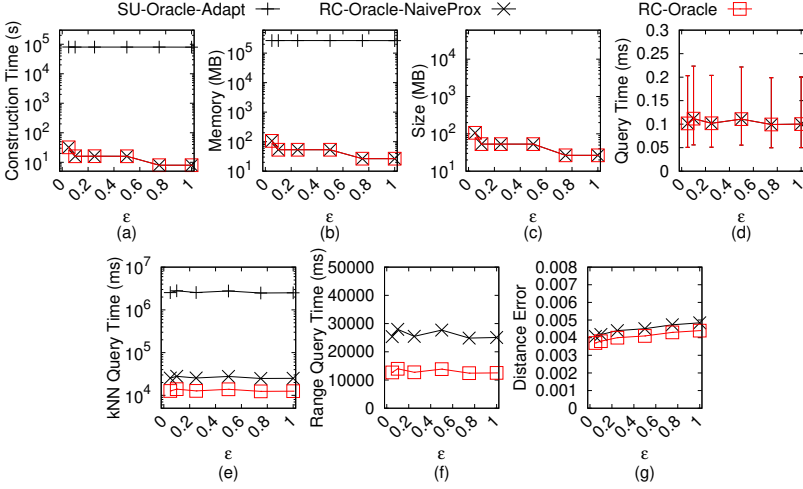 SU-Oracle-Adapt RC-Oracle-NaiveProx RC-Oracle
Construction Time (s)
10^5
10^4
10^3
10^2
10^1
0 0.2 0.4 0.6 0.8 1
ε
(a)
Memory (MB)
10^5
10^4
10^3
10^2
10^1
0 0.2 0.4 0.6 0.8 1
ε
(b)
Size (MB)
10^4
10^3
10^2
10^1
0 0.2 0.4 0.6 0.8 1
ε
(c)
Query Time (ms)
0.3
0.25
0.2
0.15
0.1
0.05
0
0 0.2 0.4 0.6 0.8 1
ε
(d)
kNN Query Time (ms)
10^7
10^6
10^5
10^4
0 0.2 0.4 0.6 0.8 1
ε
(e)
Range Query Time (ms)
50000
40000
30000
20000
10000
0
0 0.2 0.4 0.6 0.8 1
ε
(f)
Distance Error
0.008
0.006
0.005
0.004
0.002
0
0 0.2 0.4 0.6 0.8 1
ε
(g)